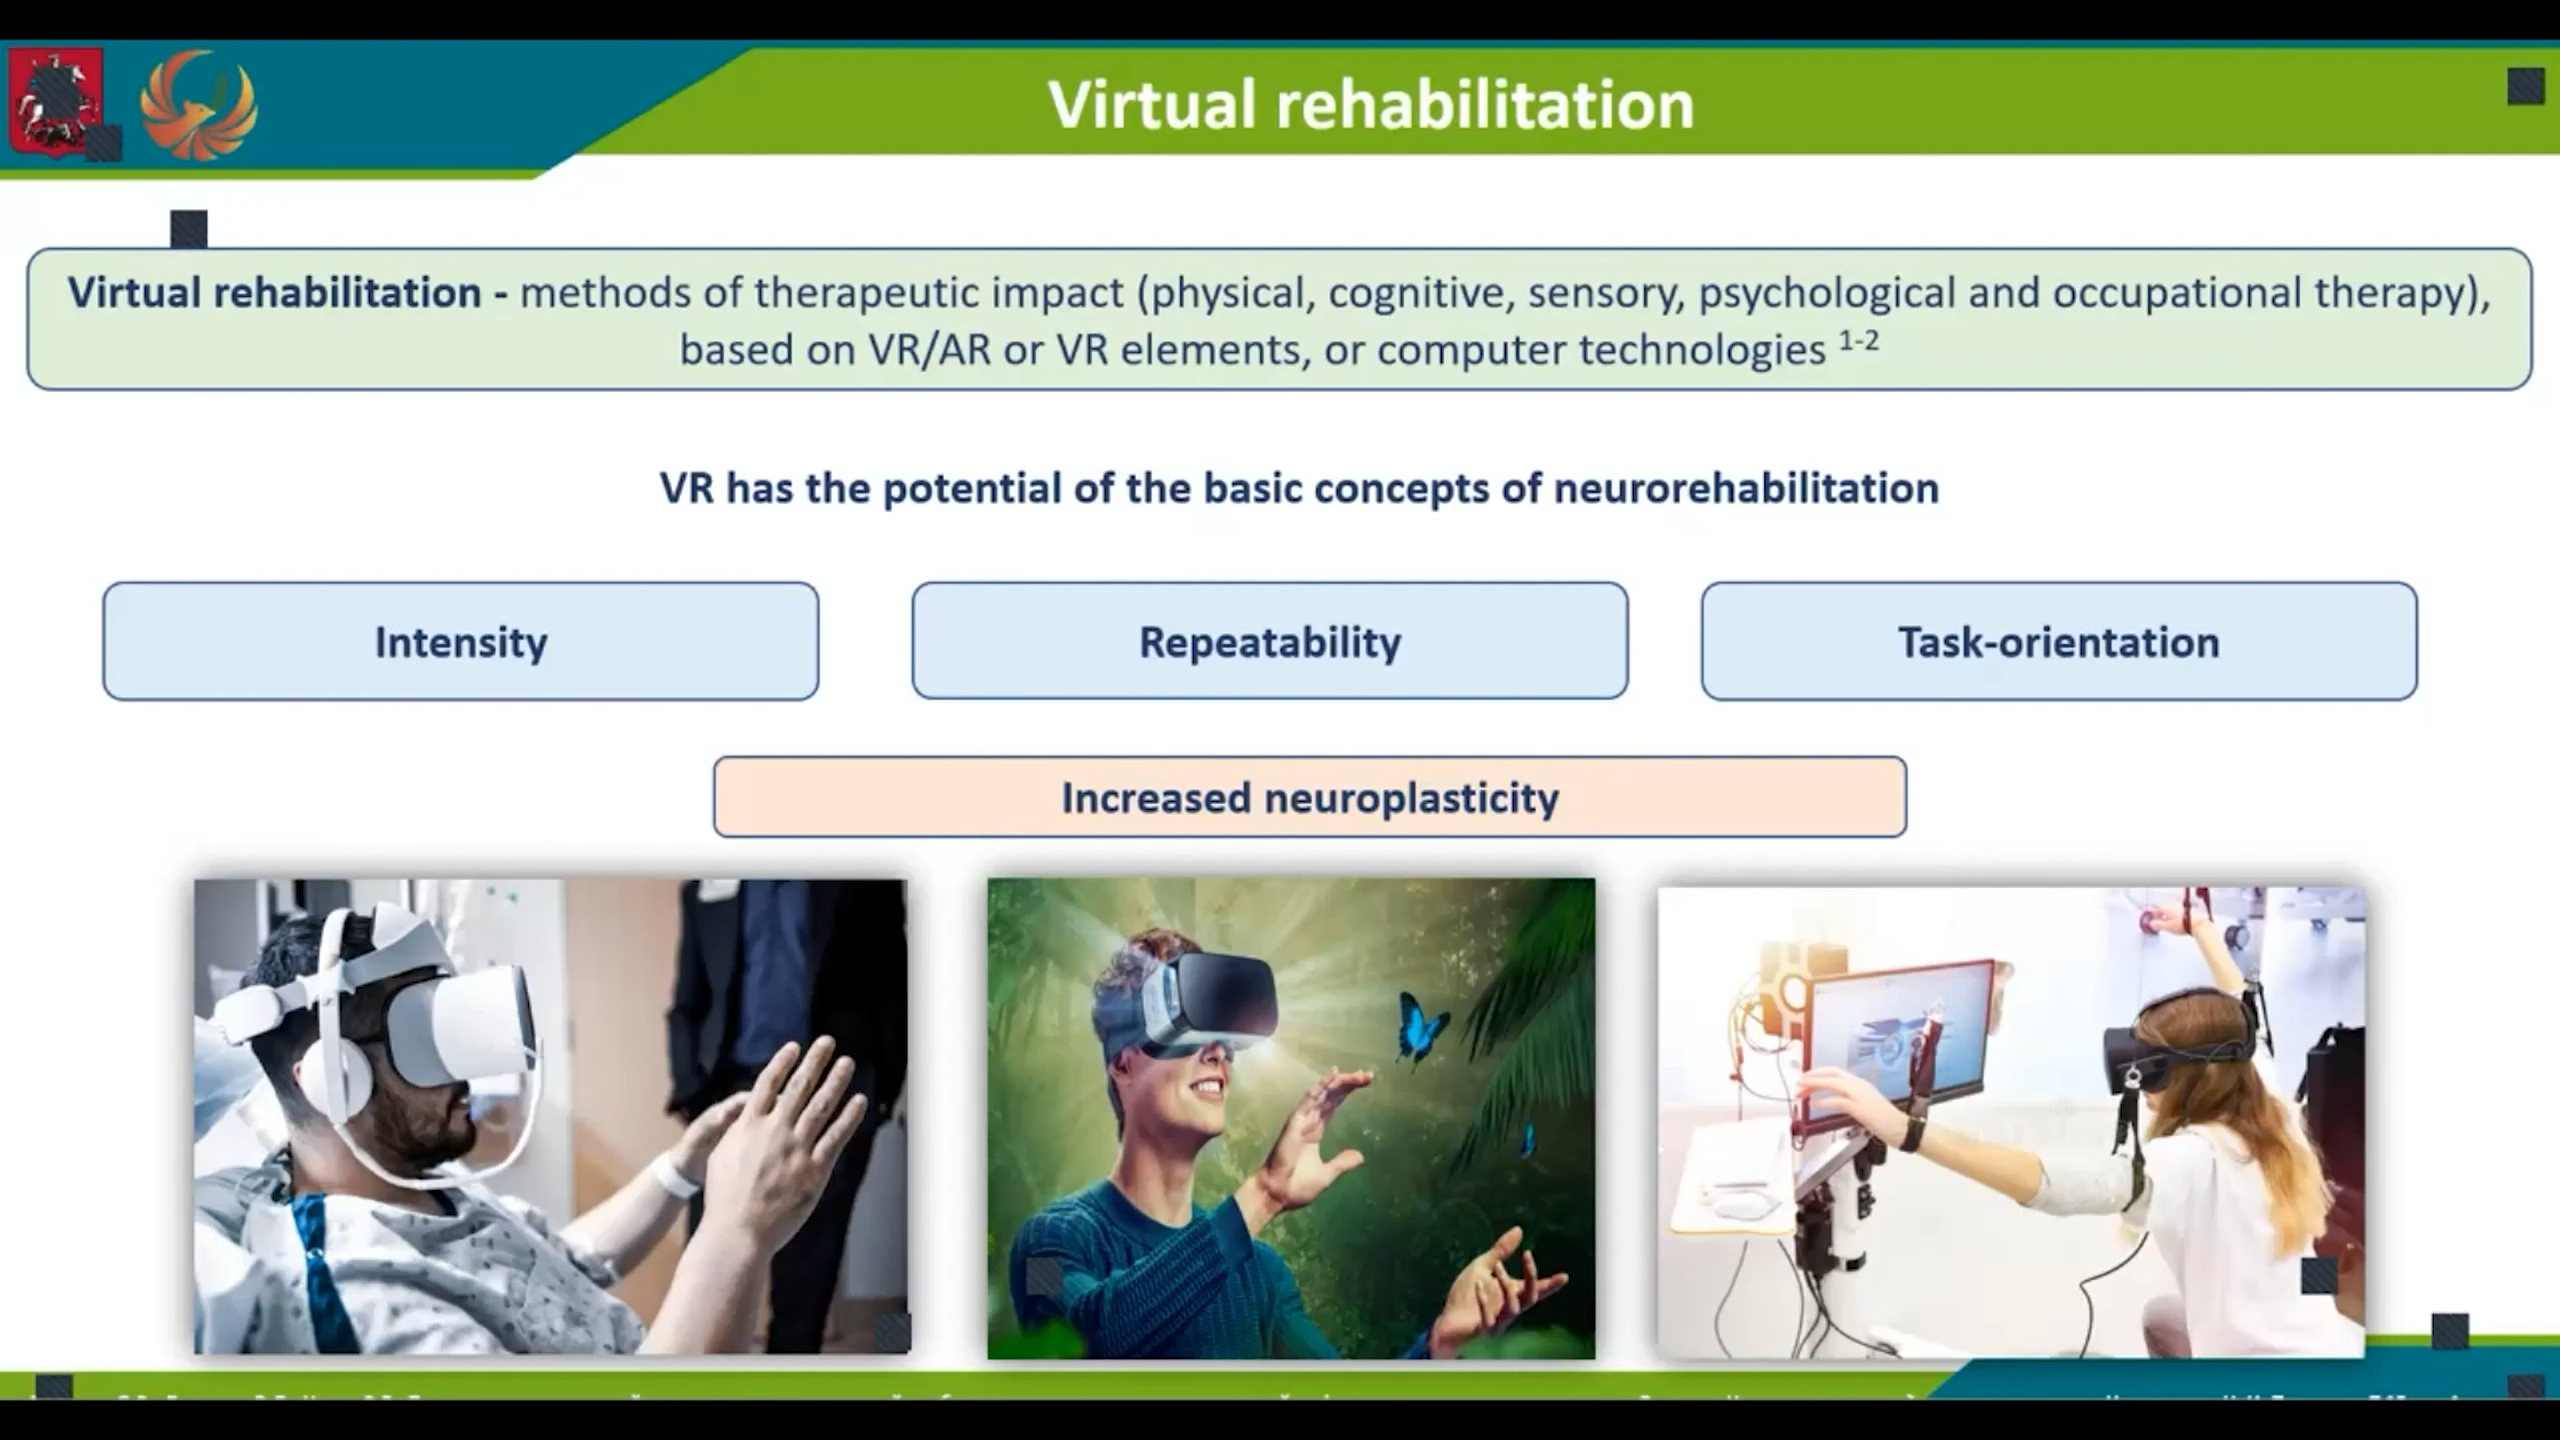 Virtual rehabilitation
Virtual rehabilitation - methods of therapeutic impact (physical, cognitive, sensory, psychological and occupational therapy),
based on VR/AR or VR elements, or computer technologies 1-2
VR has the potential of the basic concepts of neurorehabilitation
Intensity
Repeatability
Task-orientation
Increased neuroplasticity